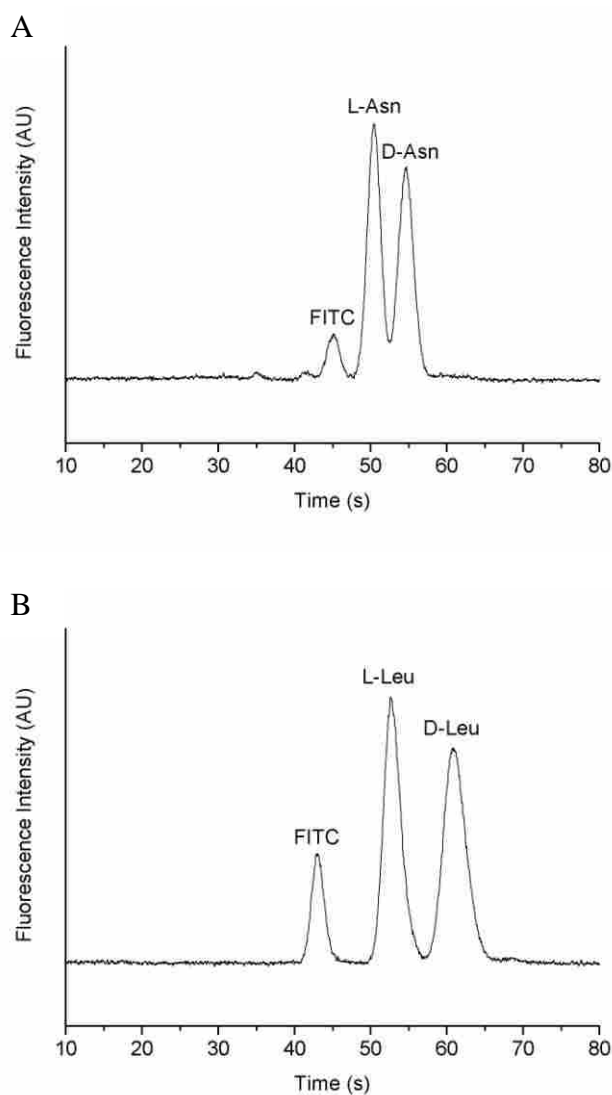 A
Fluorescence Intensity (AU)
L-Asn
D-Asn
FITC
10 20 30 40 50 60 70 80
Time (s)
B
Fluorescence Intensity (AU)
L-Leu
D-Leu
FITC
10 20 30 40 50 60 70 80
Time (s)